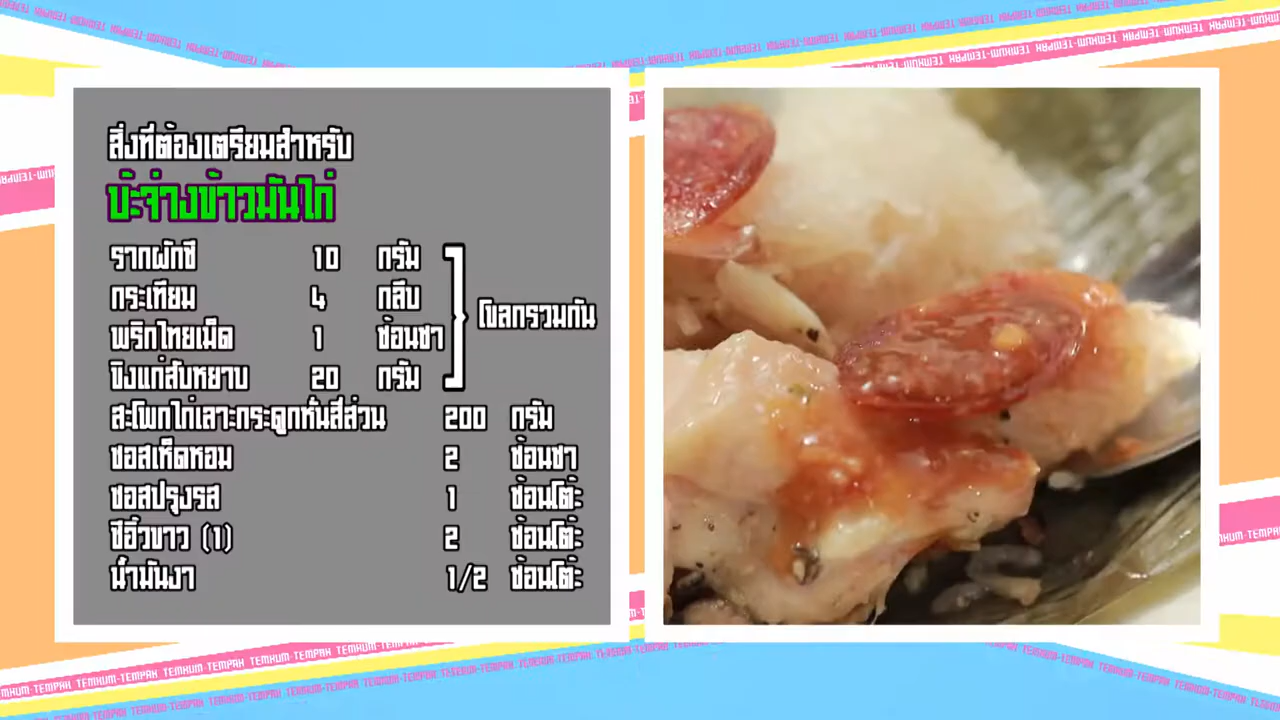 สิ่งที่ต้องเตรียมสำหรับ
บ๊ะจ่างข้าวมันไก่
รากผักชี 10 กรัม
กระเทียม 4 กลีบ
พริกไทยเม็ด 1 ช้อนชา
ขิงแก่สับหยาบ 20 กรัม
โขลกรวมกัน
สะโพกไก่เลาะกระดูกหั่นสี่ส่วน 200 กรัม
ซอสเห็ดหอม 2 ช้อนชา
ซอสปรุงรส 1 ช้อนโต๊ะ
ซีอิ๊วขาว (1) 2 ช้อนโต๊ะ
น้ำมันงา 1/2 ช้อนโต๊ะ
TEMHUM-TEMPAH TEMHUM-TEMPAH TEMHUM-TEMPAH